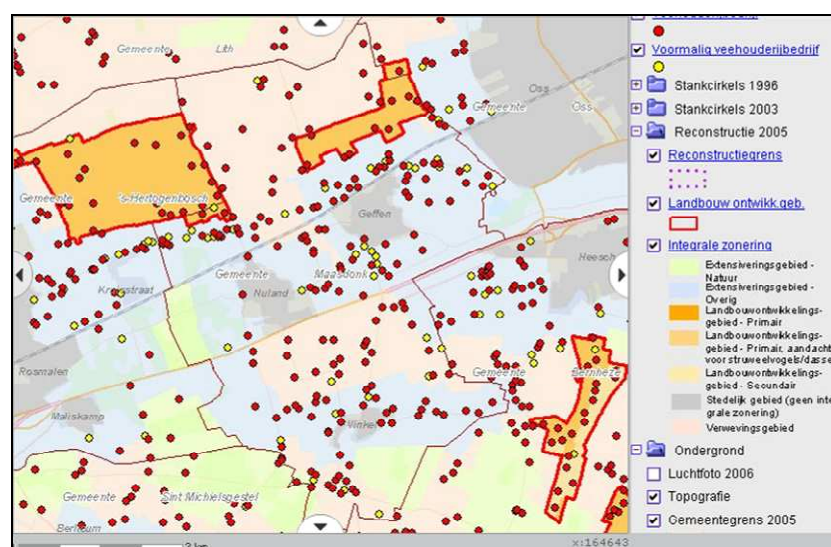 Gemeente Lith
Oss
Gemeente Oss
Gemeente 's-Hertogenbosch
Geffen
Gemeente Maasdonk
Heesch
Kruisstraat
Nuland
Rosmalen
Gemeente Bernheze
Maliskamp
Vinkel
Gemeente Sint Michielsgestel
Berlicum
Voormalig veehouderijbedrijf
Stankcirkels 1996
Stankcirkels 2003
Reconstructie 2005
Reconstructiegrens
Landbouw ontwikk.geb.
Integrale zonering
Extensiveringsgebied -
Natuur
Extensiveringsgebied -
Overig
Landbouwontwikkelings-
gebied - Primair
Landbouwontwikkelings-
gebied - Primair, aandacht
voor struweelvogels/dasse
Landbouwontwikkelings-
gebied - Secundair
Stedelijk gebied (geen inte
grale zonering)
Verwevingsgebied
Ondergrond
Luchtfoto 2006
Topografie
Gemeentegrens 2005
x:164643